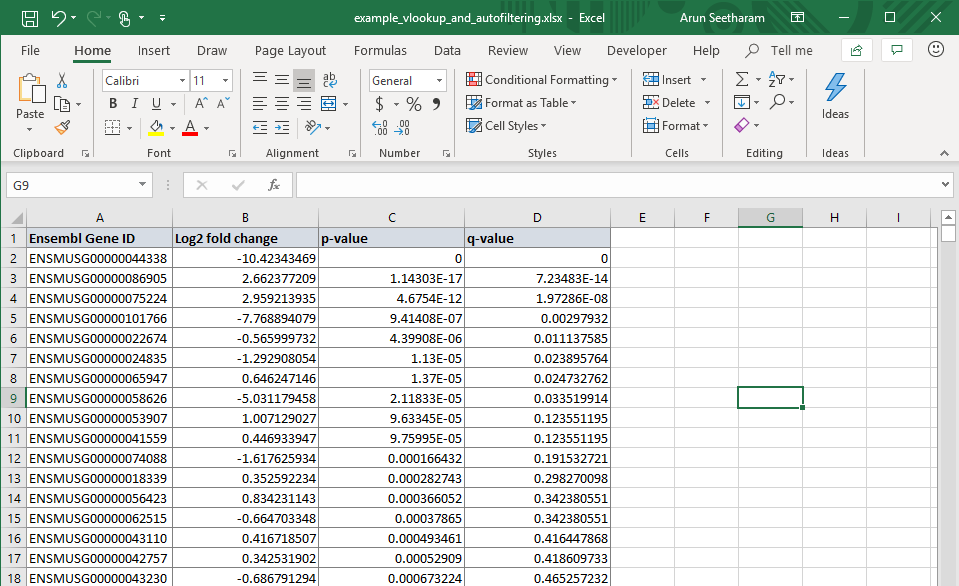 example_vlookup_and_autofiltering.xlsx - Excel Arun Seetharam
File Home Insert Draw Page Layout Formulas Data Review View Developer Help Tell me
Calibri 11 ab General Conditional Formatting Insert
Paste B I U A A $ % Format as Table Delete Ideas
A Cell Styles Format
Clipboard Font Alignment Number Styles Cells Editing Ideas
G9 fx
A B C D E F G H I
1 Ensembl Gene ID Log2 fold change p-value q-value
2 ENSMUSG00000044338 -10.42343469 0 0
3 ENSMUSG00000086905 2.662377209 1.14303E-17 7.23483E-14
4 ENSMUSG00000075224 2.959213935 4.6754E-12 1.97286E-08
5 ENSMUSG00000101766 -7.768894079 9.41408E-07 0.00297932
6 ENSMUSG00000022674 -0.565999732 4.39908E-06 0.011137585
7 ENSMUSG00000024835 -1.292908054 1.13E-05 0.023895764
8 ENSMUSG00000065947 0.646247146 1.37E-05 0.024732762
9 ENSMUSG00000058626 -5.031179458 2.11833E-05 0.033519914
10 ENSMUSG00000053907 1.007129027 9.63345E-05 0.123551195
11 ENSMUSG00000041559 0.446933947 9.75995E-05 0.123551195
12 ENSMUSG00000074088 -1.617625934 0.000166432 0.191532721
13 ENSMUSG00000018339 0.352592234 0.000282743 0.298270098
14 ENSMUSG00000056423 0.834231143 0.000366052 0.342380551
15 ENSMUSG00000062515 -0.664703348 0.00037865 0.342380551
16 ENSMUSG00000043110 0.416718507 0.000493461 0.416447868
17 ENSMUSG00000042757 0.342531902 0.00052909 0.418609733
18 ENSMUSG00000043230 -0.686791294 0.000673224 0.465257232